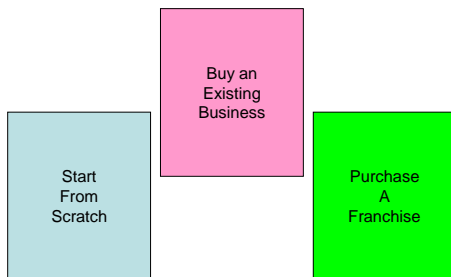 Buy an
Existing
Business
Start
From
Scratch
Purchase
A
Franchise